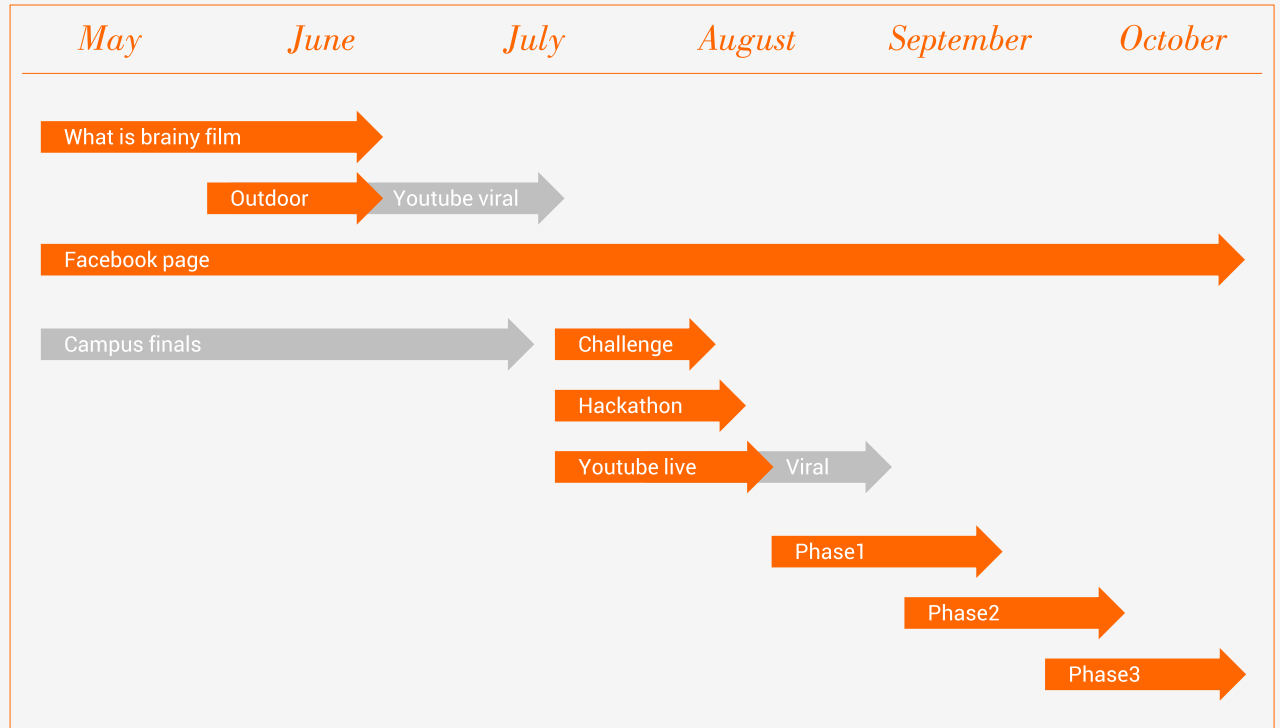 May June July August September October
What is brainy film
Outdoor Youtube viral
Facebook page
Campus finals Challenge
Hackathon
Youtube live Viral
Phase1
Phase2
Phase3